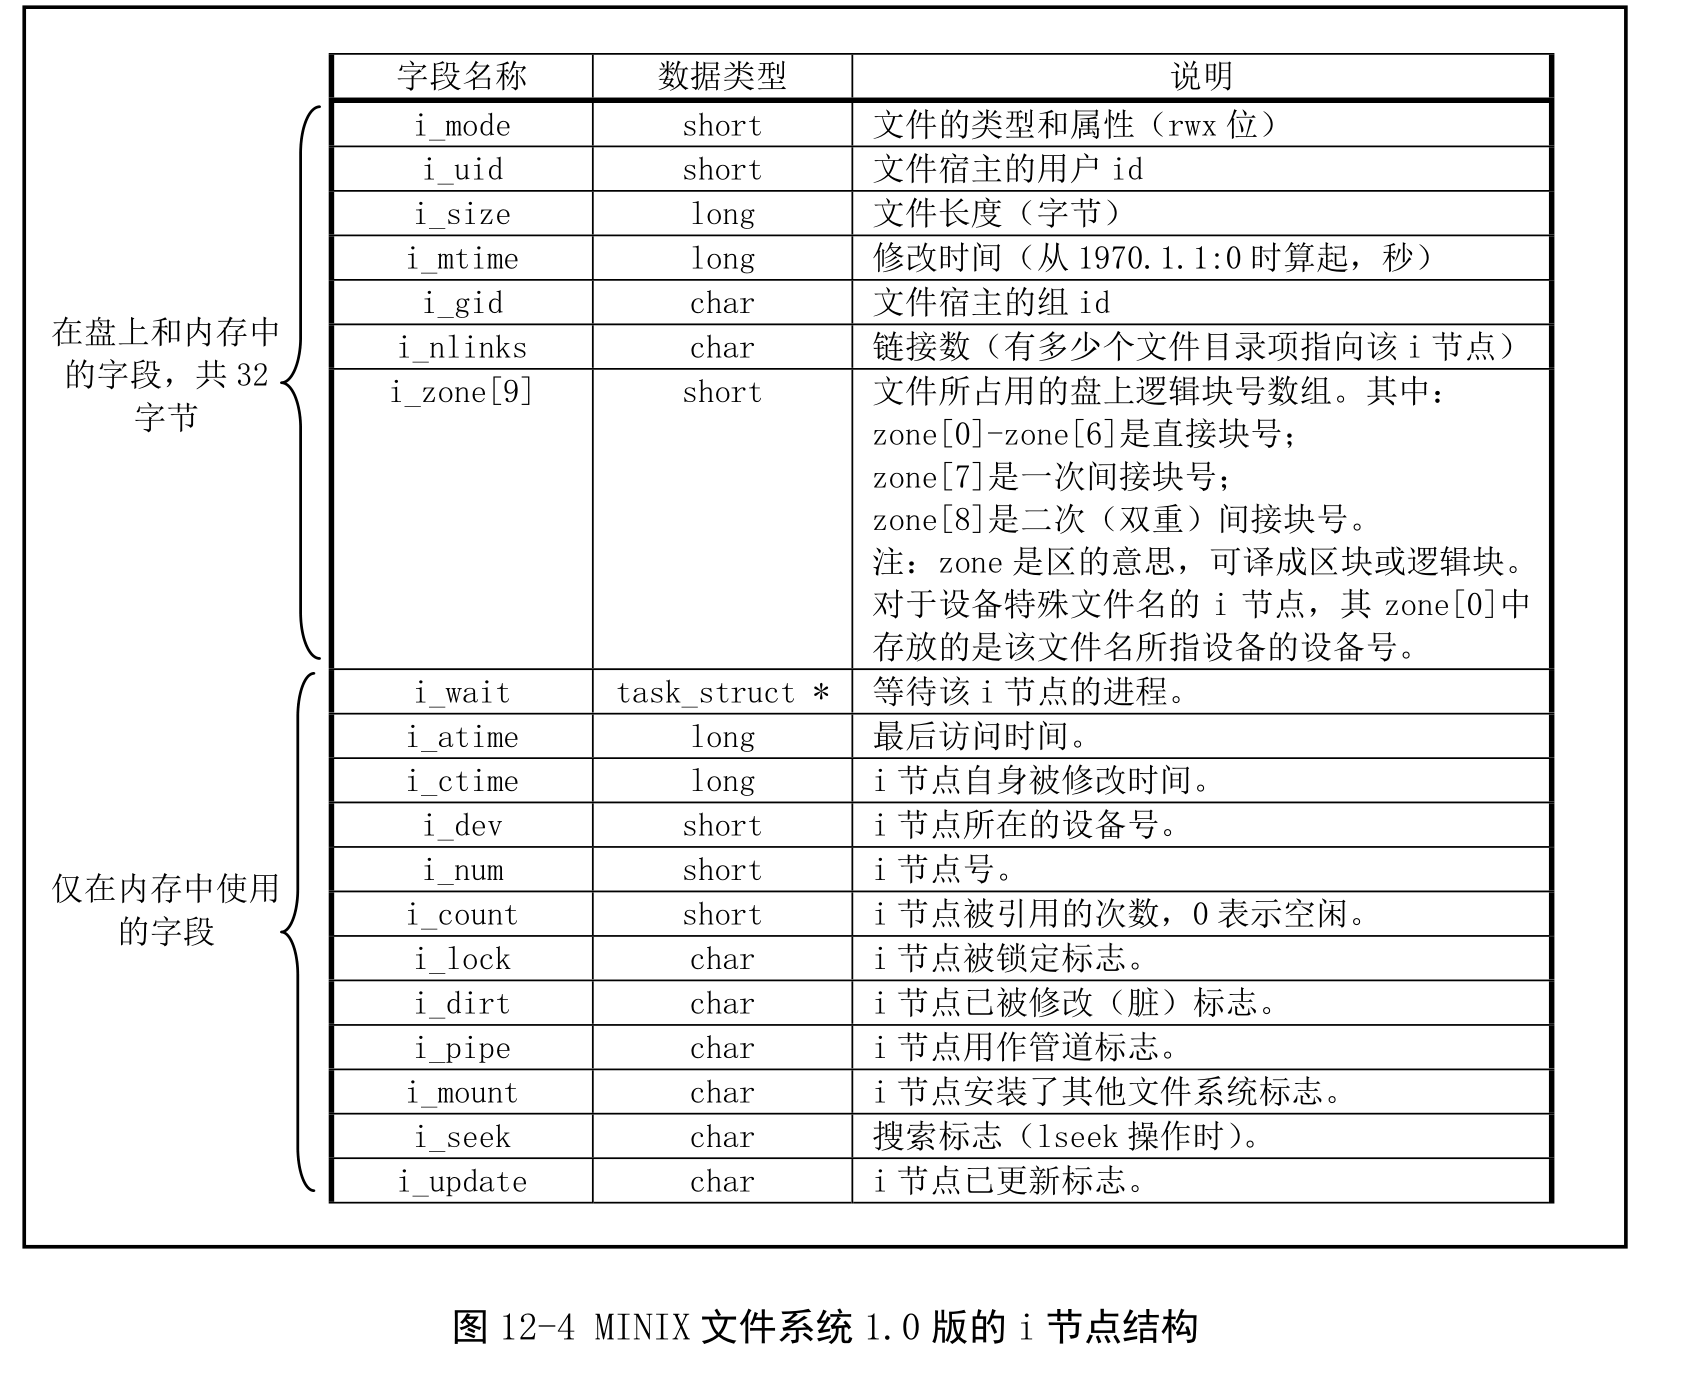 字段名称 数据类型 说明
i_mode short 文件的类型和属性（rwx 位）
i_uid short 文件宿主的用户 id
i_size long 文件长度（字节）
i_mtime long 修改时间（从 1970.1.1:0 时算起，秒）
i_gid char 文件宿主的组 id
i_nlinks char 链接数（有多少个文件目录项指向该 i 节点）
在盘上和内存中
的字段，共 32
字节
i_zone[9] short 文件所占用的盘上逻辑块号数组。其中：
zone[0]-zone[6]是直接块号；
zone[7]是一次间接块号；
zone[8]是二次（双重）间接块号。
注：zone 是区的意思，可译成区块或逻辑块。
对于设备特殊文件名的 i 节点，其 zone[0]中
存放的是该文件名所指设备的设备号。
i_wait task_struct * 等待该 i 节点的进程。
i_atime long 最后访问时间。
i_ctime long i 节点自身被修改时间。
i_dev short i 节点所在的设备号。
i_num short i 节点号。
i_count short i 节点被引用的次数，0 表示空闲。
仅在内存中使用
的字段
i_lock char i 节点被锁定标志。
i_dirt char i 节点已被修改（脏）标志。
i_pipe char i 节点用作管道标志。
i_mount char i 节点安装了其他文件系统标志。
i_seek char 搜索标志（lseek 操作时）。
i_update char i 节点已更新标志。
图 12-4 MINIX 文件系统 1.0 版的 i 节点结构